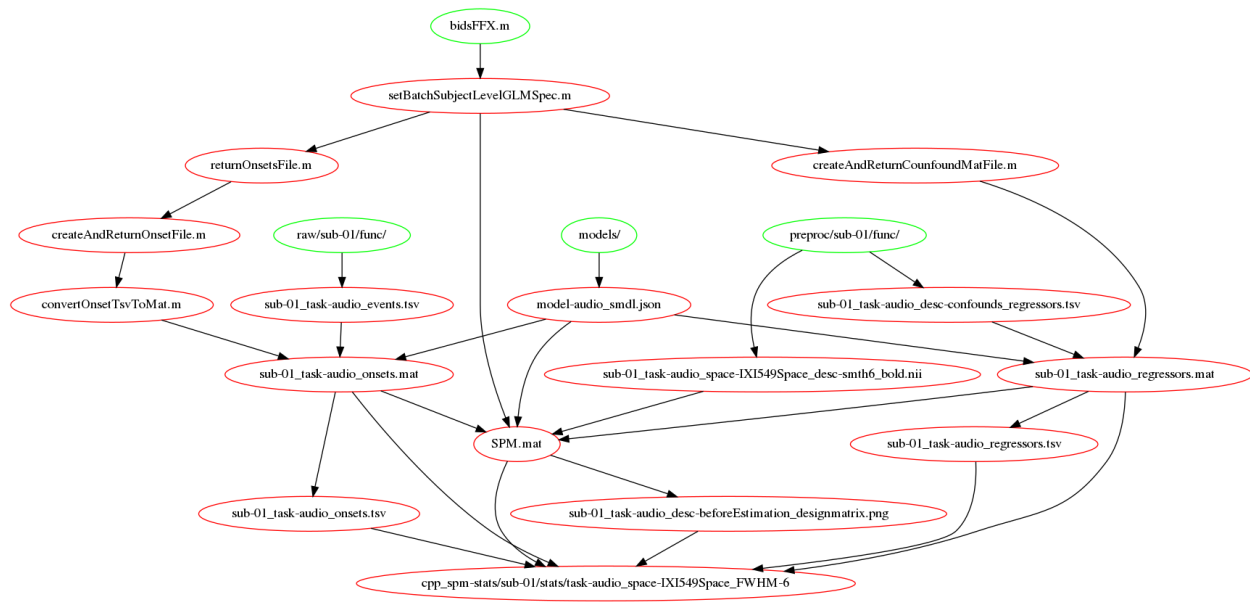 bidsFFX.m
setBatchSubjectLevelGLMSpec.m
returnOnsetsFile.m
createAndReturnCounfoundMatFile.m
createAndReturnOnsetFile.m
raw/sub-01/func/
models/
preproc/sub-01/func/
convertOnsetTsvToMat.m
sub-01_task-audio_events.tsv
model-audio_smdl.json
sub-01_task-audio_desc-confounds_regressors.tsv
sub-01_task-audio_onsets.mat
sub-01_task-audio_space-IXI549Space_desc-smth6_bold.nii
sub-01_task-audio_regressors.mat
SPM.mat
sub-01_task-audio_regressors.tsv
sub-01_task-audio_onsets.tsv
sub-01_task-audio_desc-beforeEstimation_designmatrix.png
cpp_spm-stats/sub-01/stats/task-audio_space-IXI549Space_FWHM-6